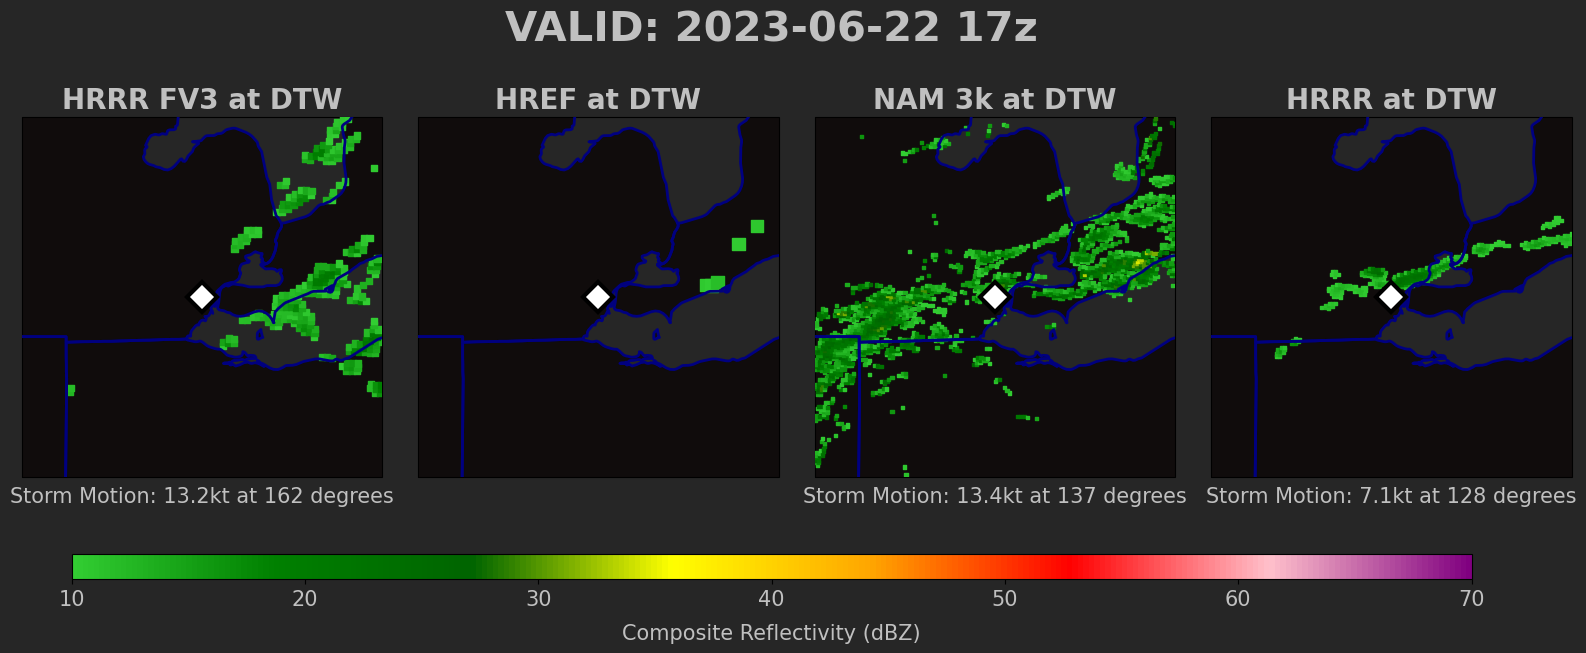 VALID: 2023-06-22 17z
HRRR FV3 at DTW
HREF at DTW
NAM 3k at DTW
HRRR at DTW
Storm Motion: 13.2kt at 162 degrees
Storm Motion: 13.4kt at 137 degrees
Storm Motion: 7.1kt at 128 degrees
10 20 30 40 50 60 70
Composite Reflectivity (dBZ)